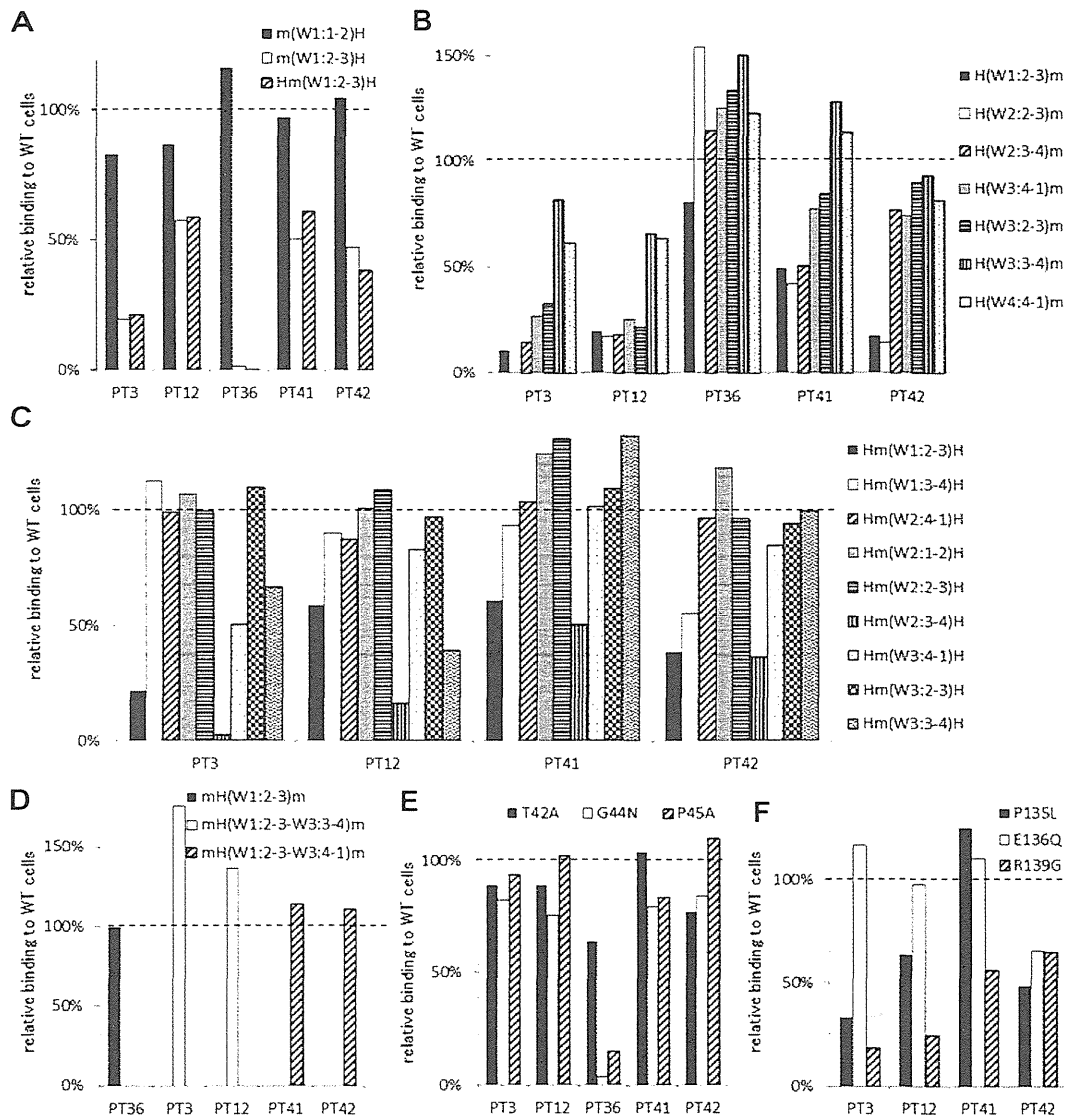 A
m(W1:1-2)H
m(W1:2-3)H
Hm(W1:2-3)H
relative binding to WT cells
100%
50%
0%
PT3 PT12 PT36 PT41 PT42
B
relative binding to WT cells
150%
100%
50%
0%
PT3 PT12 PT36 PT41 PT42
H(W1:2-3)m
H(W2:2-3)m
H(W2:3-4)m
H(W3:4-1)m
H(W3:2-3)m
H(W3:3-4)m
H(W4:4-1)m
C
relative binding to WT cells
100%
50%
0%
PT3 PT12 PT41 PT42
Hm(W1:2-3)H
Hm(W1:3-4)H
Hm(W2:4-1)H
Hm(W2:1-2)H
Hm(W2:2-3)H
Hm(W2:3-4)H
Hm(W3:4-1)H
Hm(W3:2-3)H
Hm(W3:3-4)H
D
mH(W1:2-3)m
mH(W1:2-3-W3:3-4)m
mH(W1:2-3-W3:4-1)m
relative binding to WT cells
150%
100%
50%
0%
PT36 PT3 PT12 PT41 PT42
E
T42A G44N P45A
relative binding to WT cells
100%
50%
0%
PT3 PT12 PT36 PT41 PT42
F
P135L
E136Q
R139G
relative binding to WT cells
100%
50%
0%
PT3 PT12 PT41 PT42